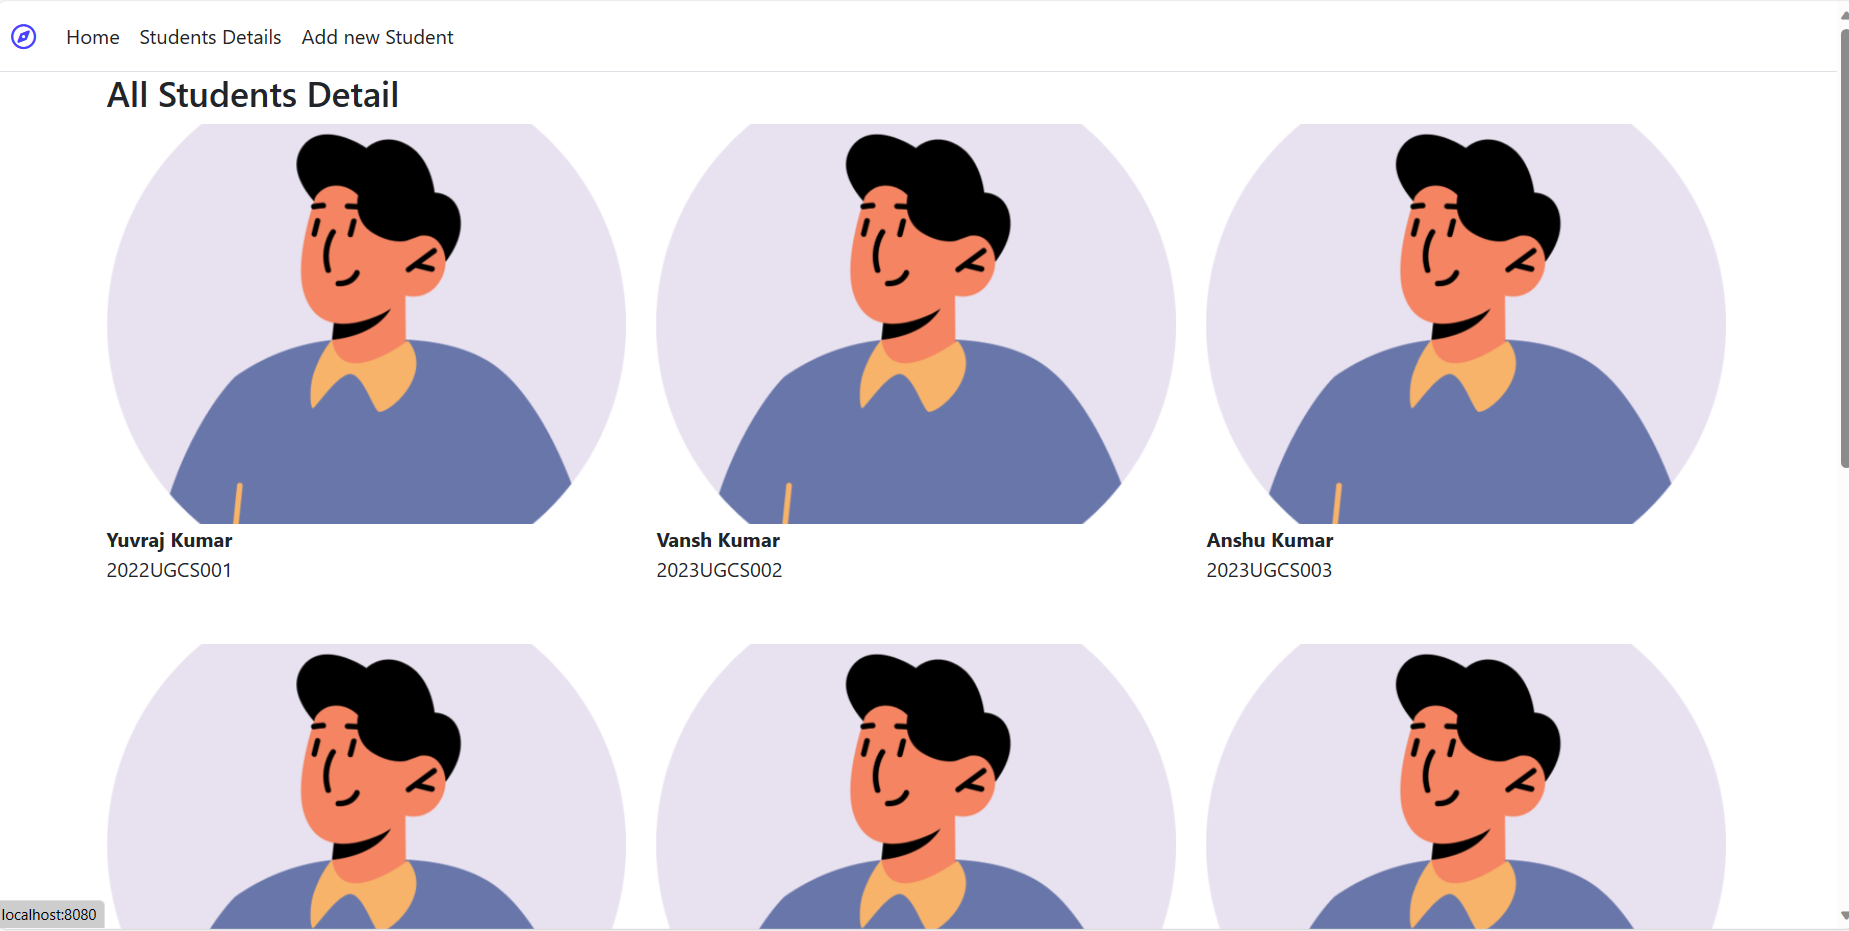 Home Students Details Add new Student
All Students Detail
Yuvraj Kumar Vansh Kumar Anshu Kumar
2022UGCS001 2023UGCS002 2023UGCS003
localhost:8080